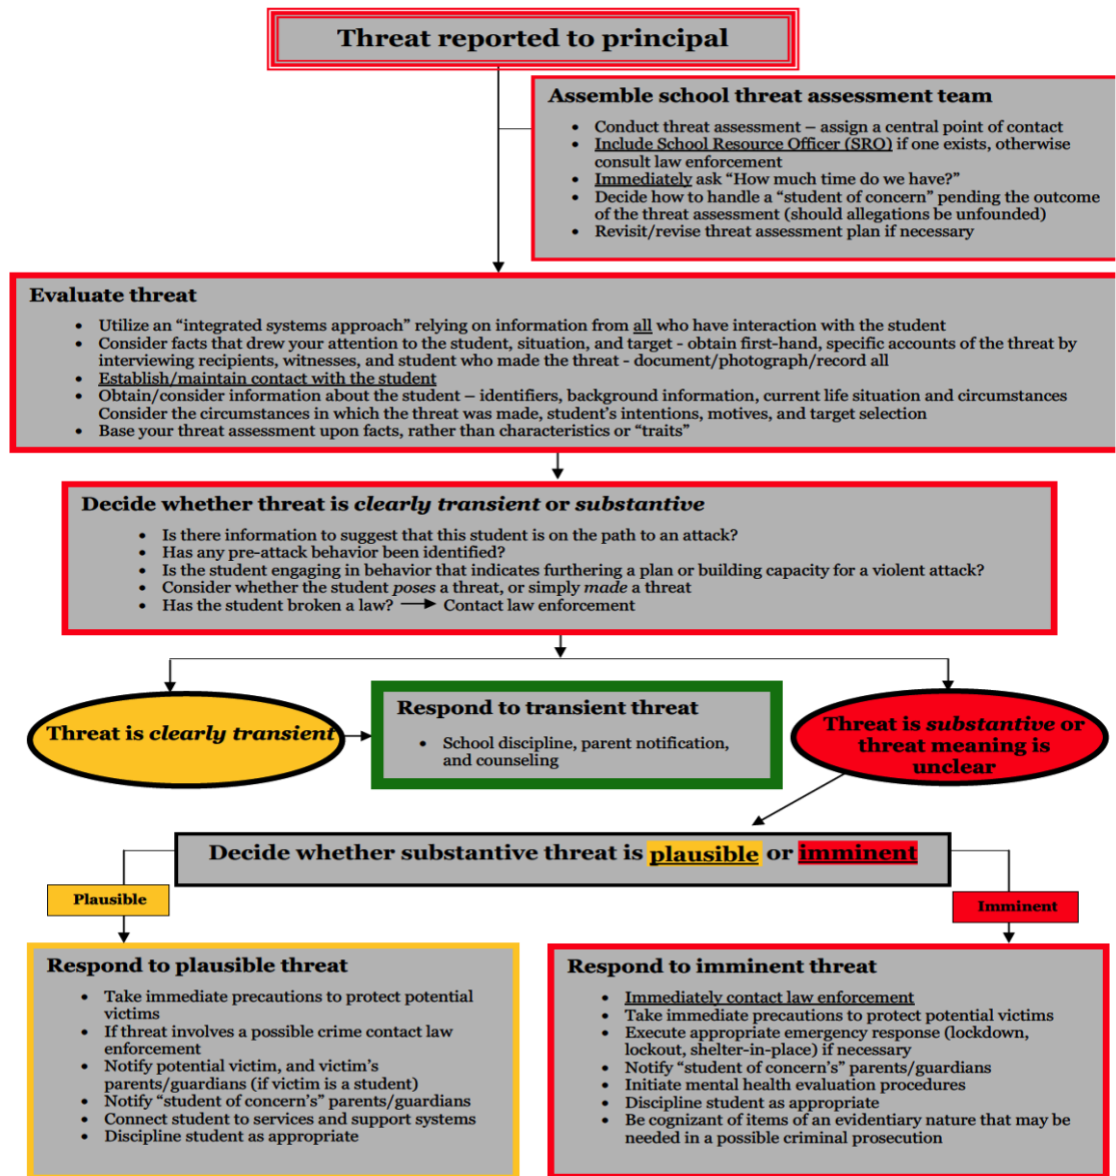 Threat reported to principal
Assemble school threat assessment team
• Conduct threat assessment – assign a central point of contact
• Include School Resource Officer (SRO) if one exists, otherwise
consult law enforcement
• Immediately ask “How much time do we have?”
• Decide how to handle a “student of concern” pending the outcome
of the threat assessment (should allegations be unfounded)
• Revisit/revise threat assessment plan if necessary
Evaluate threat
• Utilize an “integrated systems approach” relying on information from all who have interaction with the student
• Consider facts that drew your attention to the student, situation, and target - obtain first-hand, specific accounts of the threat by
interviewing recipients, witnesses, and student who made the threat - document/photograph/record all
• Establish/maintain contact with the student
• Obtain/consider information about the student – identifiers, background information, current life situation and circumstances
Consider the circumstances in which the threat was made, student’s intentions, motives, and target selection
• Base your threat assessment upon facts, rather than characteristics or “traits”
Decide whether threat is clearly transient or substantive
• Is there information to suggest that this student is on the path to an attack?
• Has any pre-attack behavior been identified?
• Is the student engaging in behavior that indicates furthering a plan or building capacity for a violent attack?
• Consider whether the student poses a threat, or simply made a threat
• Has the student broken a law? → Contact law enforcement
Threat is clearly transient
Respond to transient threat
• School discipline, parent notification,
and counseling
Threat is substantive or
threat meaning is
unclear
Decide whether substantive threat is plausible or imminent
Plausible
Imminent
Respond to plausible threat
• Take immediate precautions to protect potential
victims
• If threat involves a possible crime contact law
enforcement
• Notify potential victim, and victim’s
parents/guardians (if victim is a student)
• Notify “student of concern’s” parents/guardians
• Connect student to services and support systems
• Discipline student as appropriate
Respond to imminent threat
• Immediately contact law enforcement
• Take immediate precautions to protect potential victims
• Execute appropriate emergency response (lockdown,
lockout, shelter-in-place) if necessary
• Notify “student of concern’s” parents/guardians
• Initiate mental health evaluation procedures
• Discipline student as appropriate
• Be cognizant of items of an evidentiary nature that may be
needed in a possible criminal prosecution